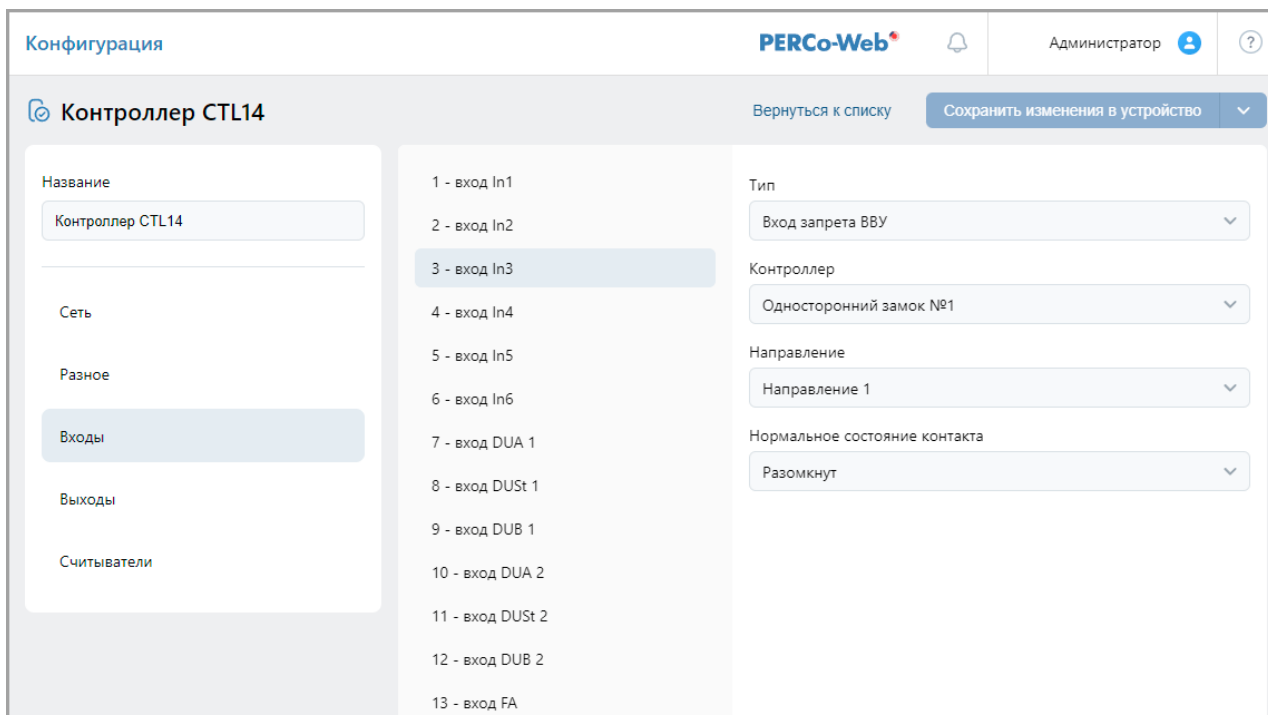 Конфигурация
PERCo-Web
Администратор
?
Контроллер CTL14
Вернуться к списку
Сохранить изменения в устройство
Название
Контроллер CTL14
Сеть
Разное
Входы
Выходы
Считыватели
1 - вход In1
2 - вход In2
3 - вход In3
4 - вход In4
5 - вход In5
6 - вход In6
7 - вход DUA 1
8 - вход DUSt 1
9 - вход DUB 1
10 - вход DUA 2
11 - вход DUSt 2
12 - вход DUB 2
13 - вход FA
Тип
Вход запрета ВВУ
Контроллер
Односторонний замок №1
Направление
Направление 1
Нормальное состояние контакта
Разомкнут